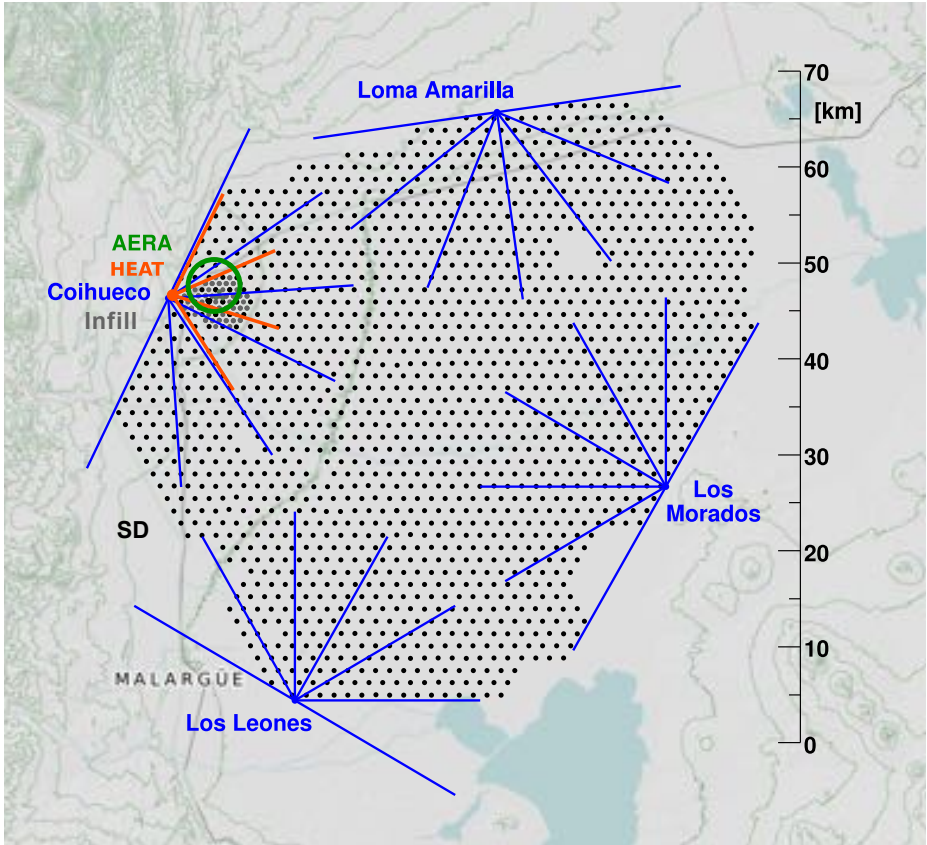 Loma Amarilla
70
[km]
60
AERA
HEAT
50
Coihueco
Infill
40
30
Los
Morados
SD
20
10
MALARGÜE
Los Leones
0